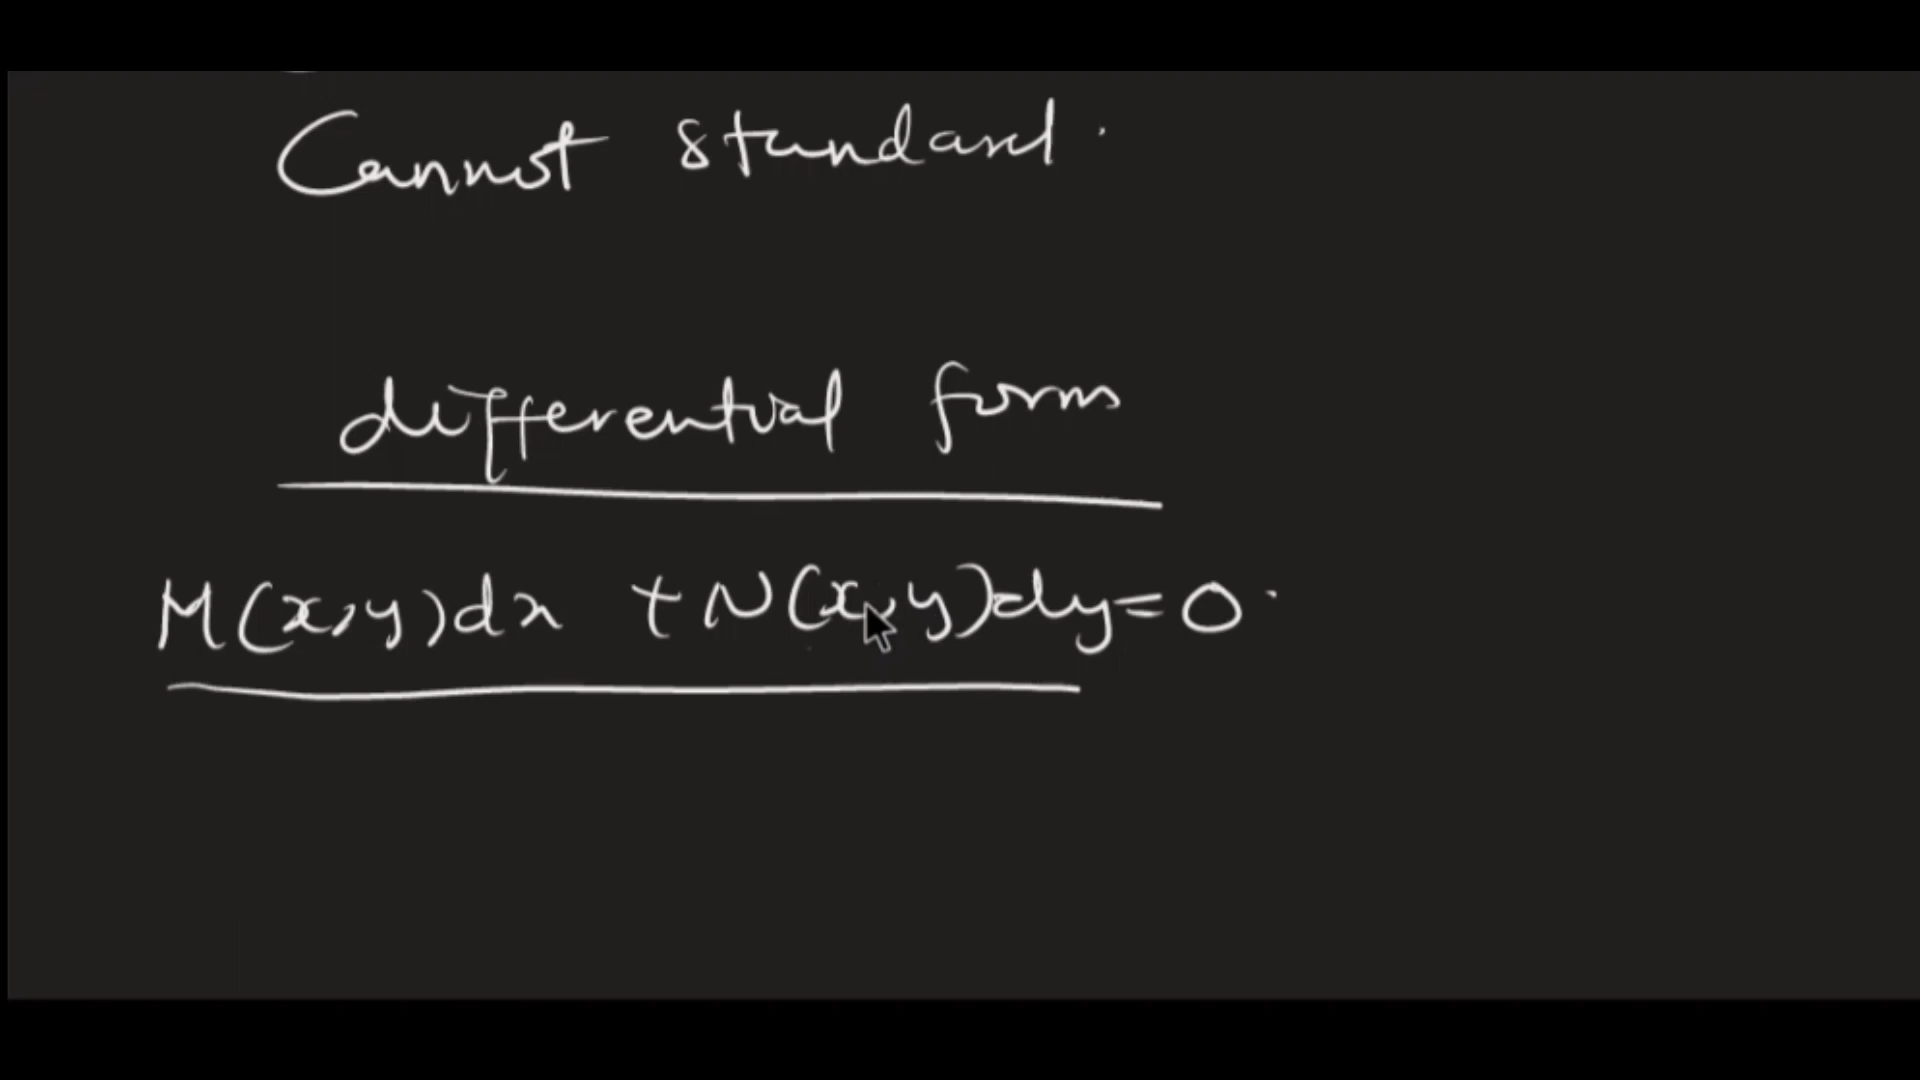 Cannot standard.
differential form
M(x,y)dx + N(x,y)dy = 0.